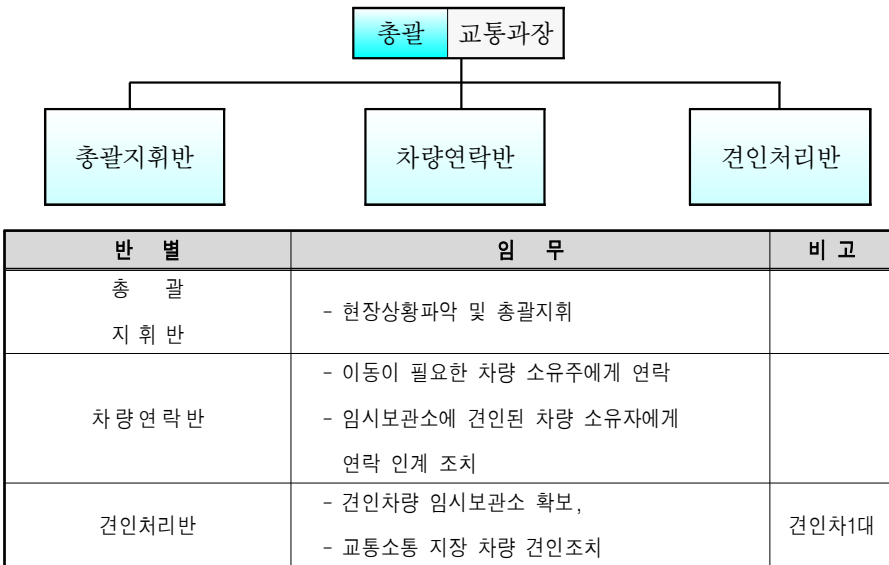 총괄 교통과장
총괄지휘반 차량연락반 견인처리반
반 별 임 무 비 고
총 괄
지 휘 반
- 현장상황파악 및 총괄지휘
차 량 연 락 반
- 이동이 필요한 차량 소유주에게 연락
- 임시보관소에 견인된 차량 소유자에게
연락 인계 조치
견인처리반
- 견인차량 임시보관소 확보,
- 교통소통 지장 차량 견인조치
견인차1대